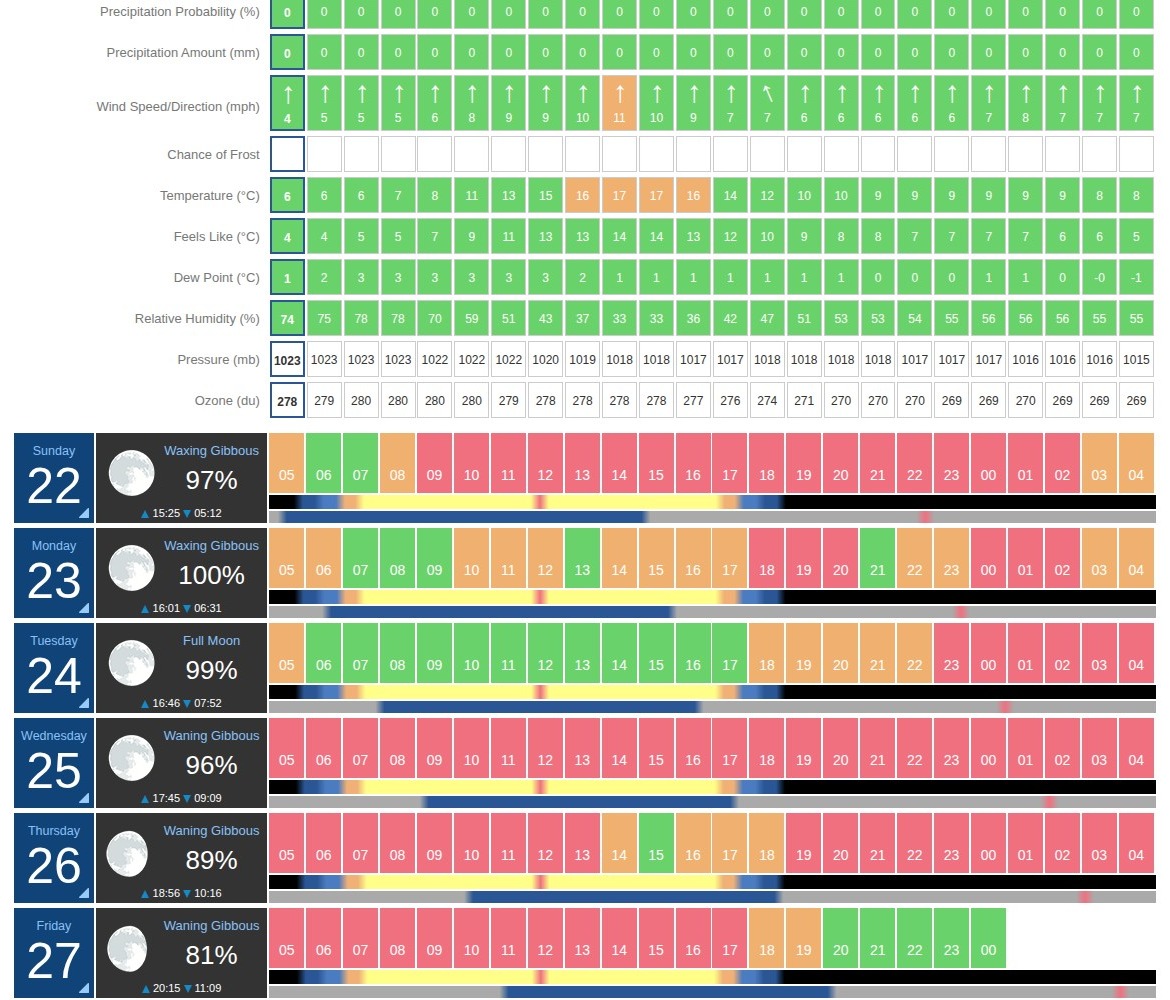 Precipitation Probability (%) 0 0 0 0 0 0 0 0 0 0 0 0 0 0 0 0 0 0 0 0 0 0 0 0
Precipitation Amount (mm) 0 0 0 0 0 0 0 0 0 0 0 0 0 0 0 0 0 0 0 0 0 0 0 0
Wind Speed/Direction (mph) 4 5 5 5 6 8 9 9 10 11 10 9 7 7 6 6 6 6 6 7 8 7 7 7
Chance of Frost
Temperature (°C) 6 6 6 7 8 11 13 15 16 17 17 16 14 12 10 10 9 9 9 9 9 9 8 8
Feels Like (°C) 4 4 5 5 7 9 11 13 13 14 14 13 12 10 9 8 8 7 7 7 7 6 6 5
Dew Point (°C) 1 2 3 3 3 3 3 3 2 1 1 1 1 1 1 1 0 0 0 1 1 0 -0 -1
Relative Humidity (%) 74 75 78 78 70 59 51 43 37 33 33 36 42 47 51 53 53 54 55 56 56 56 55 55
Pressure (mb) 1023 1023 1023 1023 1022 1022 1022 1020 1019 1018 1018 1017 1017 1018 1018 1018 1018 1017 1017 1017 1016 1016 1016 1015
Ozone (du) 278 279 280 280 280 280 279 278 278 278 278 277 276 274 271 270 270 270 269 269 270 269 269 269
Sunday
22
Waxing Gibbous
97%
▲ 15:25 ▼ 05:12
05 06 07 08 09 10 11 12 13 14 15 16 17 18 19 20 21 22 23 00 01 02 03 04
Monday
23
Waxing Gibbous
100%
▲ 16:01 ▼ 06:31
05 06 07 08 09 10 11 12 13 14 15 16 17 18 19 20 21 22 23 00 01 02 03 04
Tuesday
24
Full Moon
99%
▲ 16:46 ▼ 07:52
05 06 07 08 09 10 11 12 13 14 15 16 17 18 19 20 21 22 23 00 01 02 03 04
Wednesday
25
Waning Gibbous
96%
▲ 17:45 ▼ 09:09
05 06 07 08 09 10 11 12 13 14 15 16 17 18 19 20 21 22 23 00 01 02 03 04
Thursday
26
Waning Gibbous
89%
▲ 18:56 ▼ 10:16
05 06 07 08 09 10 11 12 13 14 15 16 17 18 19 20 21 22 23 00 01 02 03 04
Friday
27
Waning Gibbous
81%
▲ 20:15 ▼ 11:09
05 06 07 08 09 10 11 12 13 14 15 16 17 18 19 20 21 22 23 00